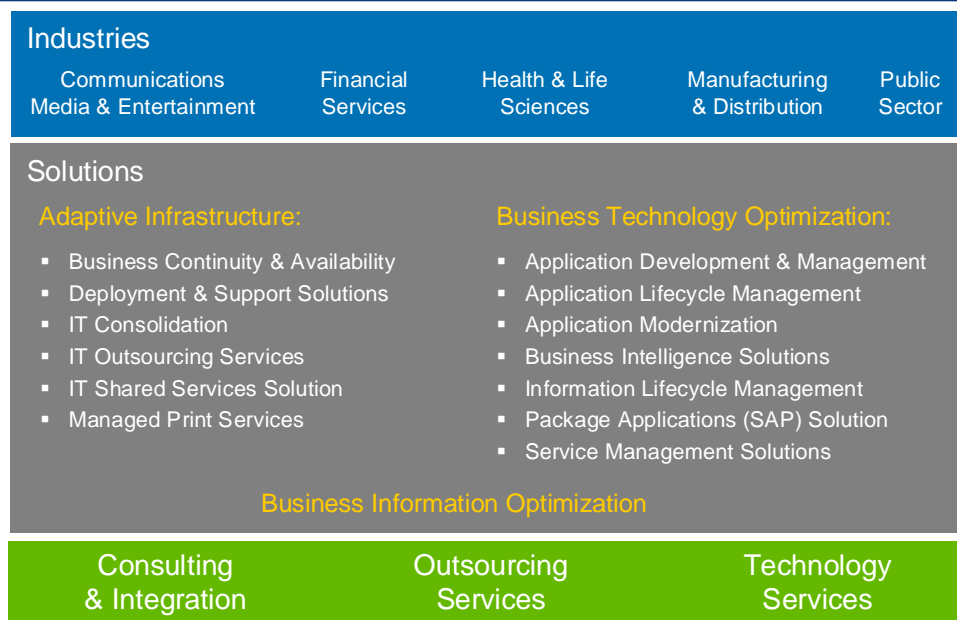 Industries
Communications
Media & Entertainment
Financial
Services
Health & Life
Sciences
Manufacturing
& Distribution
Public
Sector
Solutions
Adaptive Infrastructure:
▪ Business Continuity & Availability
▪ Deployment & Support Solutions
▪ IT Consolidation
▪ IT Outsourcing Services
▪ IT Shared Services Solution
▪ Managed Print Services
Business Technology Optimization:
▪ Application Development & Management
▪ Application Lifecycle Management
▪ Application Modernization
▪ Business Intelligence Solutions
▪ Information Lifecycle Management
▪ Package Applications (SAP) Solution
▪ Service Management Solutions
Business Information Optimization
Consulting
& Integration
Outsourcing
Services
Technology
Services